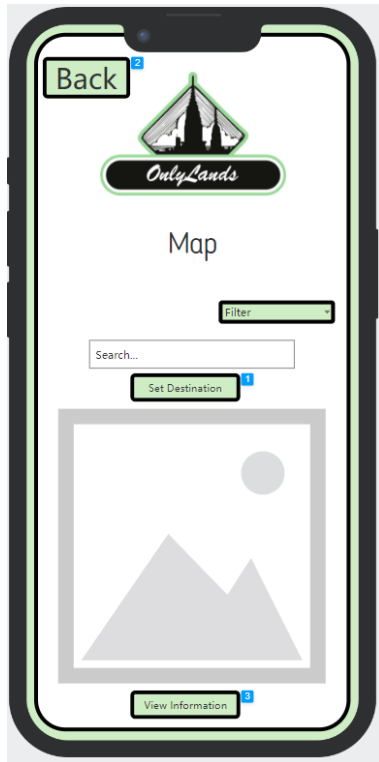 Back
2
OnlyLands
Map
Filter
Search...
Set Destination
1
View Information
3